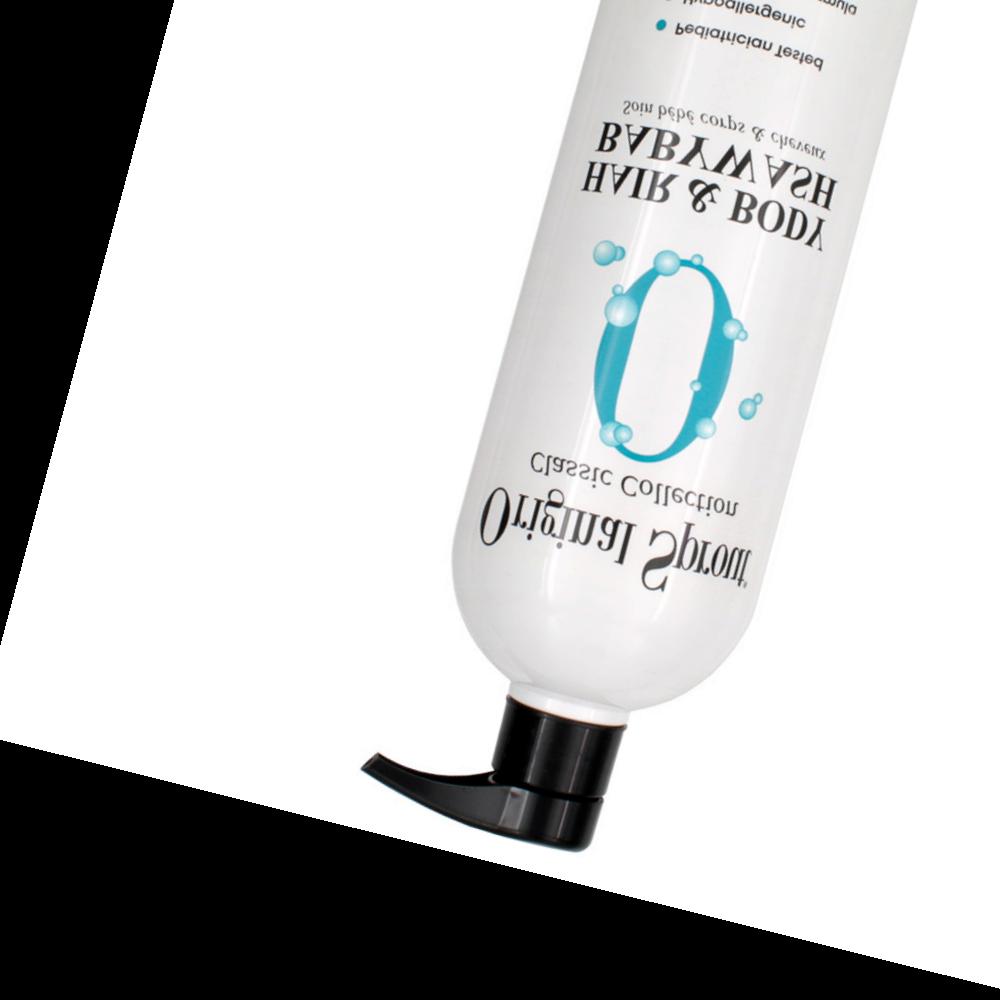 Original Sprout®
Classic Collection
O
HAIR & BODY
BABYWASH
Soin bébé corps & cheveux
Pediatrician Tested
Hypoallergenic